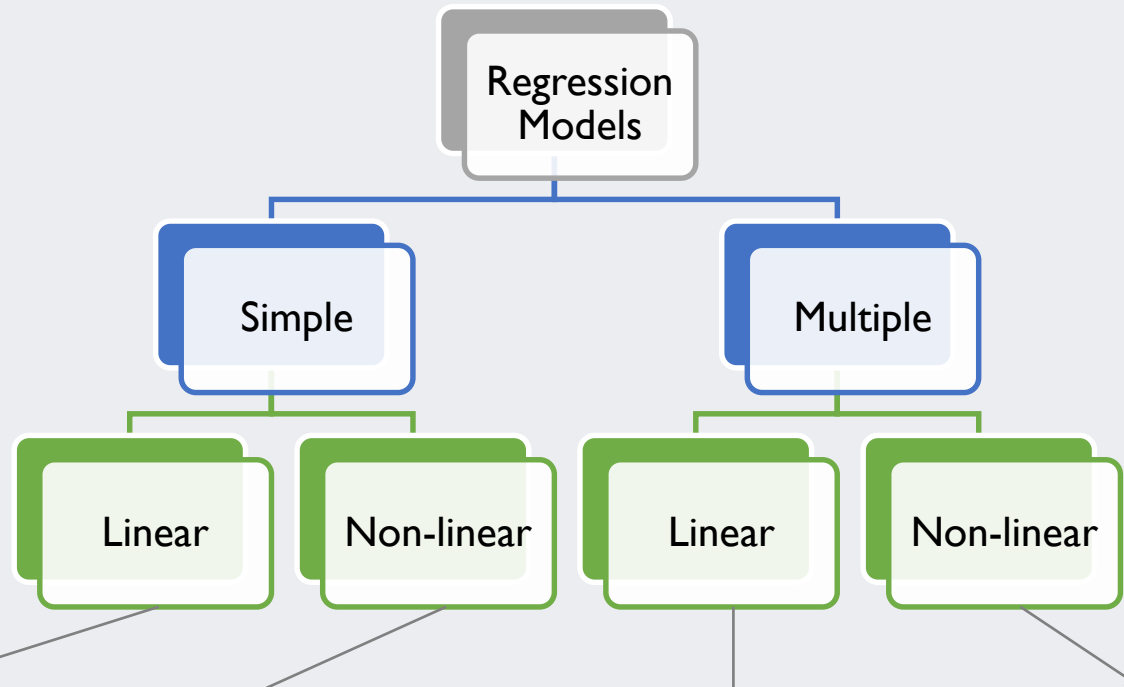 Regression
Models
Simple
Multiple
Linear
Non-linear
Linear
Non-linear